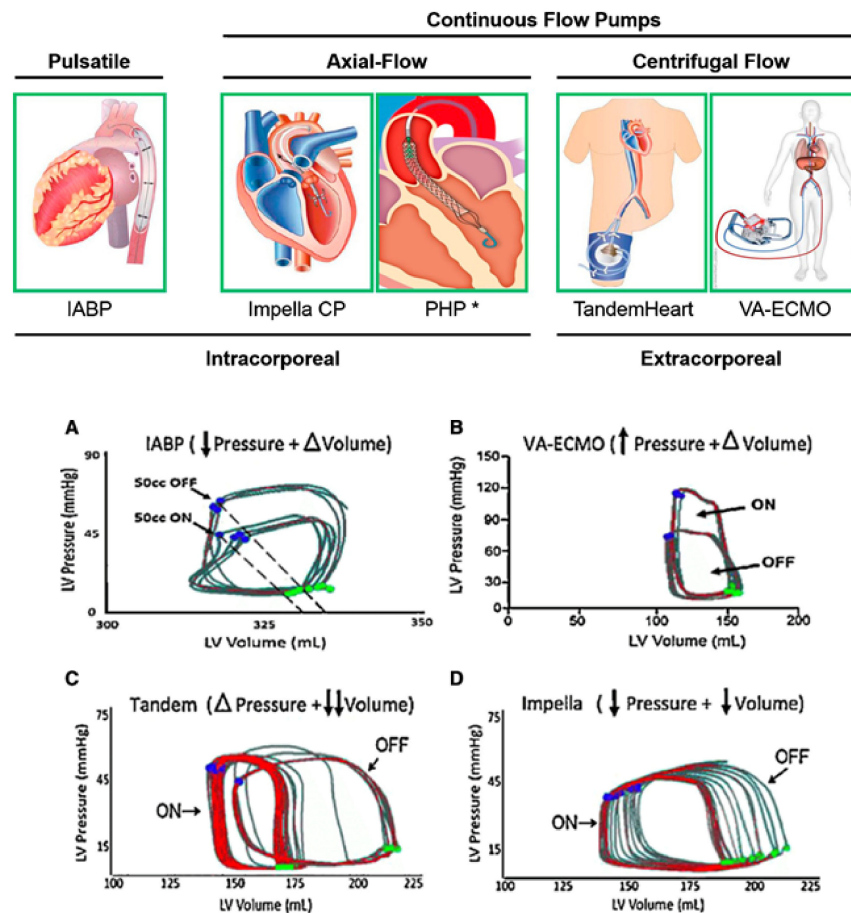 Continuous Flow Pumps
Pulsatile
Axial-Flow
Centrifugal Flow
IABP
Impella CP
PHP *
TandemHeart
VA-ECMO
Intracorporeal
Extracorporeal
A
IABP (↓Pressure + ΔVolume)
LV Pressure (mmHg)
90
45
0
50cc OFF
50cc ON
300
325
350
LV Volume (mL)
B
VA-ECMO (↑ Pressure + Δ Volume)
LV Pressure (mmHg)
150
120
90
60
30
0
ON
OFF
0
50
100
150
200
LV Volume (mL)
C
Tandem (Δ Pressure +↓↓Volume)
LV Pressure (mmHg)
75
45
15
ON→
OFF
100
125
150
175
200
225
LV Volume (mL)
D
Impella (↓ Pressure + ↓ Volume)
LV Pressure (mmHg)
75
45
15
ON→
OFF
100
125
150
175
200
225
LV Volume (mL)